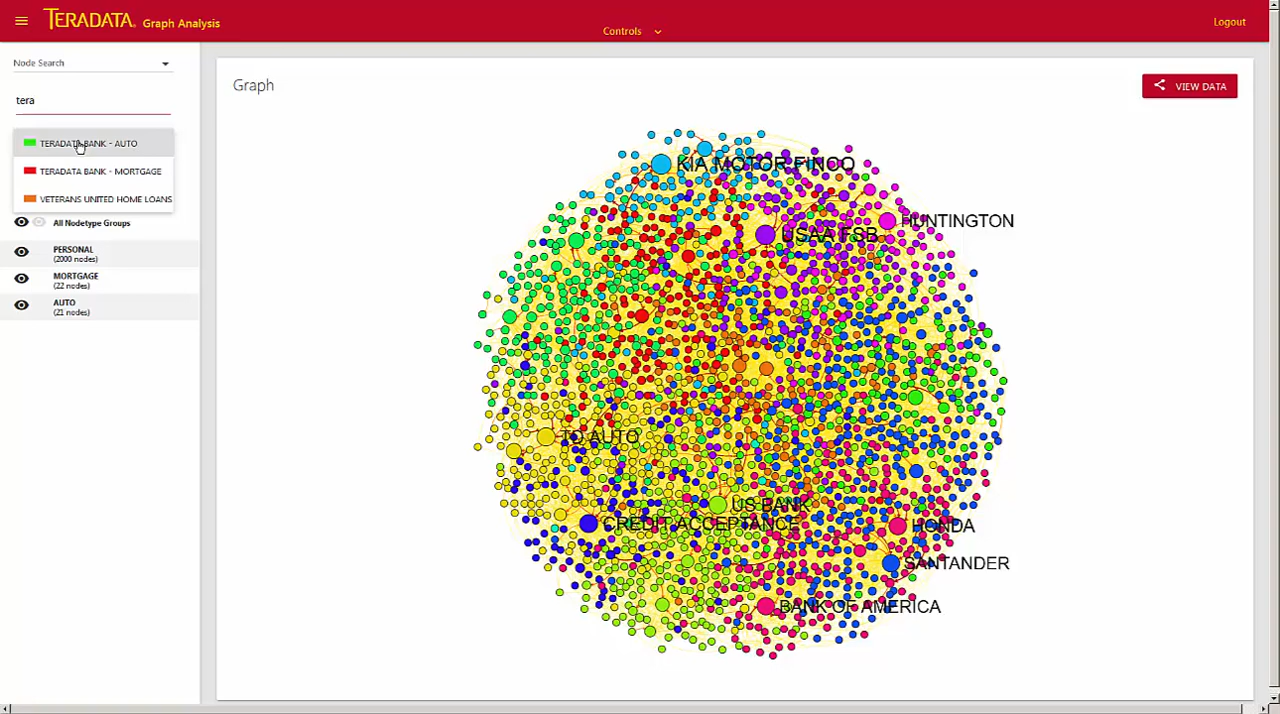 TERADATA. Graph Analysis
Controls
Logout
Node Search
tera
TERADATA BANK - AUTO
TERADATA BANK - MORTGAGE
VETERANS UNITED HOME LOANS
All Nodetype Groups
PERSONAL
(2000 nodes)
MORTGAGE
(22 nodes)
AUTO
(21 nodes)
Graph
VIEW DATA
KIA MOTOR FINCO
HUNTINGTON
USAA FSB
TD AUTO
US BANK
CREDIT ACCEPTANCE
HONDA
SANTANDER
BANK OF AMERICA